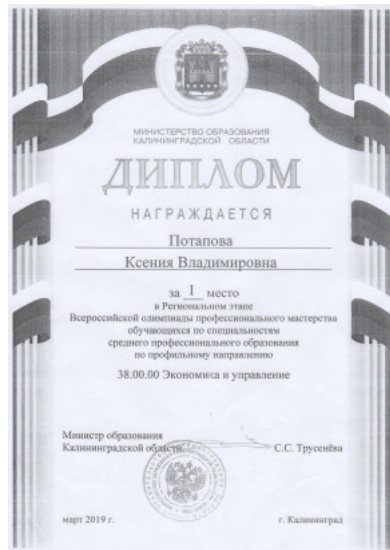 МИНИСТЕРСТВО ОБРАЗОВАНИЯ
КАЛИНИНГРАДСКОЙ ОБЛАСТИ
ДИПЛОМ
НАГРАЖДАЕТСЯ
Потапова
Ксения Владимировна
за I место
в Региональном этапе
Всероссийской олимпиады профессионального мастерства
обучающихся по специальностям
среднего профессионального образования
по профильному направлению
38.00.00 Экономика и управление
Министр образования
Калининградской области С.С. Трусенёва
март 2019 г. г. Калининград